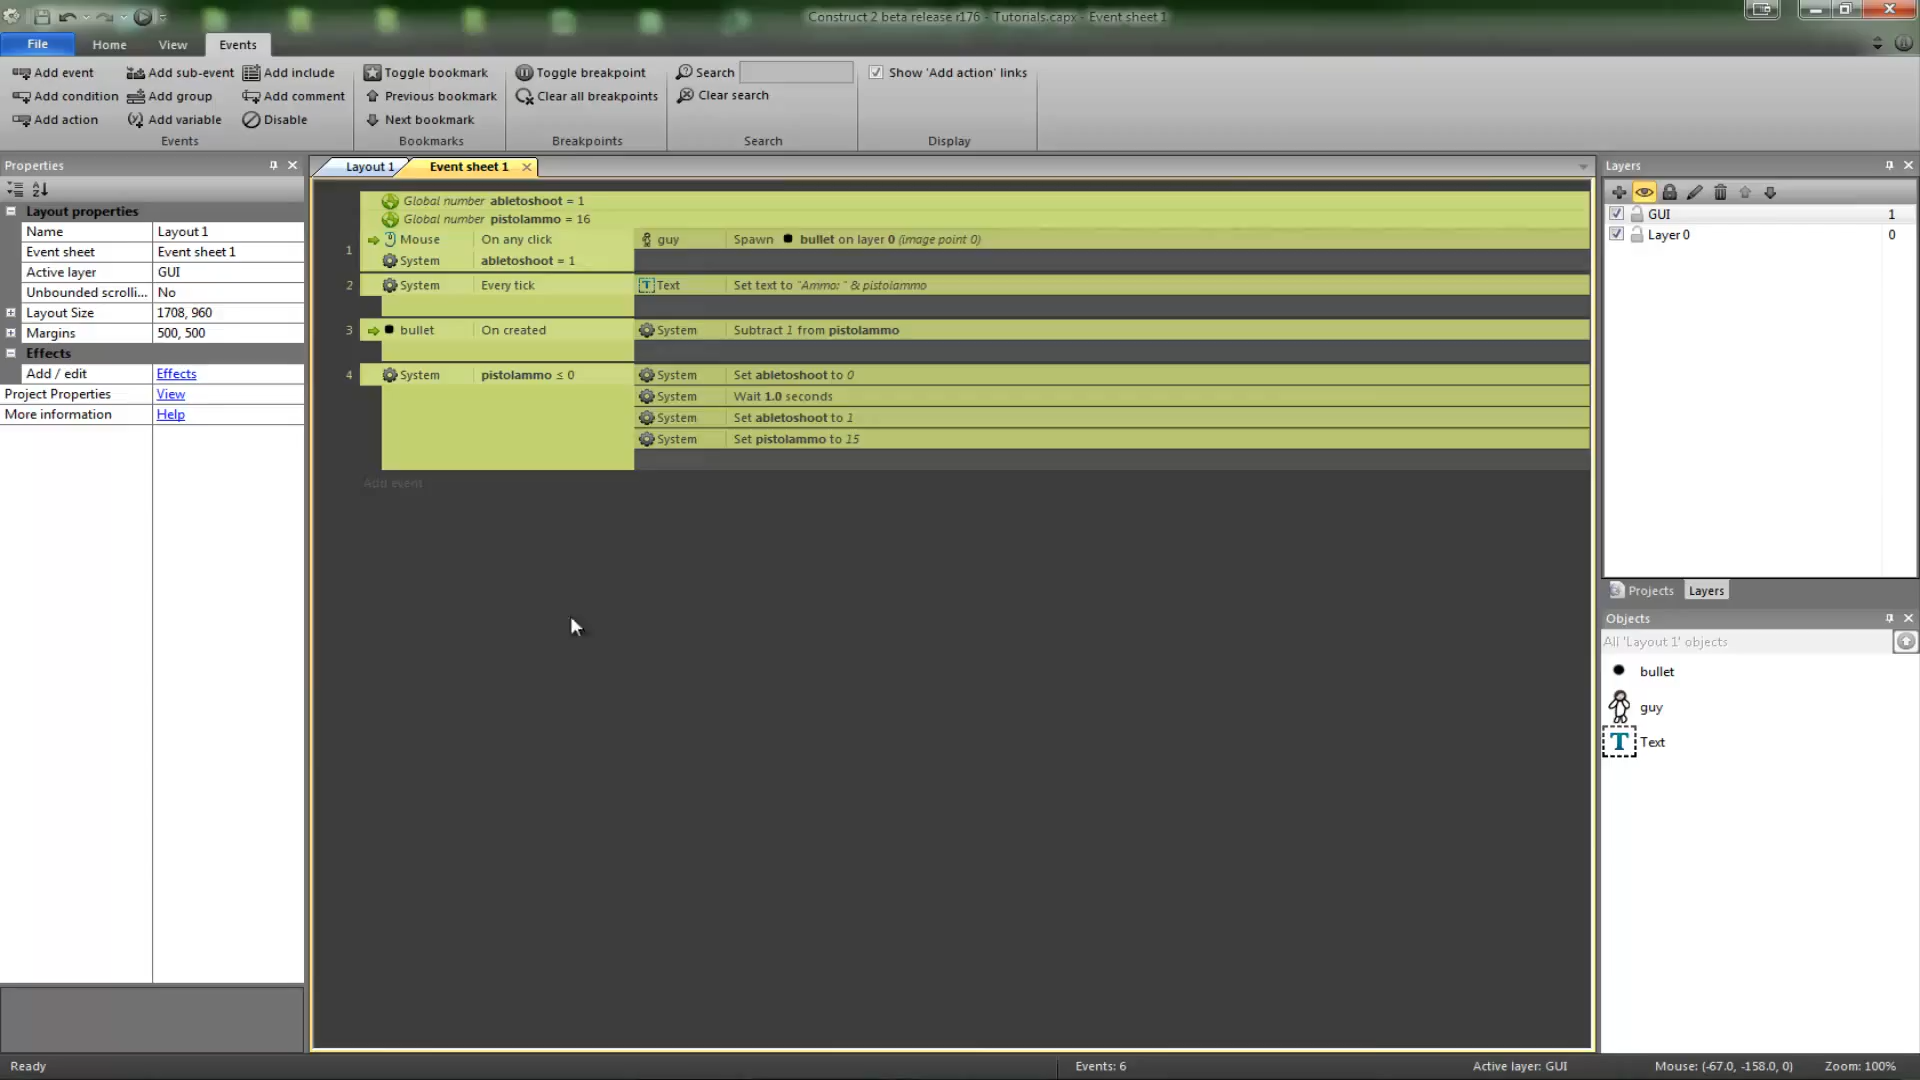 Construct 2 beta release r176 - Tutorials.capx - Event sheet 1
File Home View Events
Add event Add sub-event Add include Toggle bookmark Toggle breakpoint Search Show 'Add action' links
Add condition Add group Add comment Previous bookmark Clear all breakpoints Clear search
Add action Add variable Disable Next bookmark
Events Bookmarks Breakpoints Search Display
Properties
Layout properties
Name Layout 1
Event sheet Event sheet 1
Active layer GUI
Unbounded scrolli... No
Layout Size 1708, 960
Margins 500, 500
Effects
Add / edit Effects
Project Properties View
More information Help
Layout 1 Event sheet 1
Global number abletoshoot = 1
Global number pistolammo = 16
1 Mouse On any click guy Spawn bullet on layer 0 (image point 0)
System abletoshoot = 1
2 System Every tick T Text Set text to "Ammo: " & pistolammo
3 bullet On created System Subtract 1 from pistolammo
4 System pistolammo ≤ 0 System Set abletoshoot to 0
System Wait 1.0 seconds
System Set abletoshoot to 1
System Set pistolammo to 15
Add event
Layers
GUI 1
Layer 0 0
Projects Layers
Objects
All 'Layout 1' objects
bullet
guy
T Text
Ready Events: 6 Active layer: GUI Mouse: (-67.0, -158.0, 0) Zoom: 100%